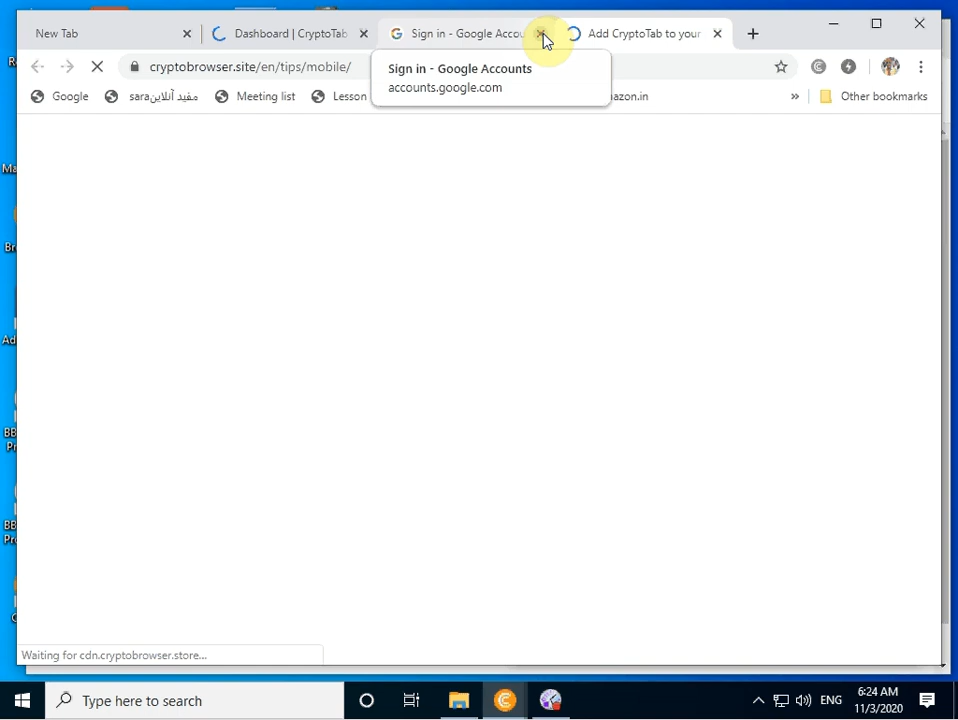 New Tab
Dashboard | CryptoTab
Sign in - Google Accou
Add CryptoTab to your
cryptobrowser.site/en/tips/mobile/
Sign in - Google Accounts
accounts.google.com
Google
مفید آنلاینsara
Meeting list
Lesson
azon.in
»
Other bookmarks
Waiting for cdn.cryptobrowser.store...
Type here to search
ENG
6:24 AM
11/3/2020